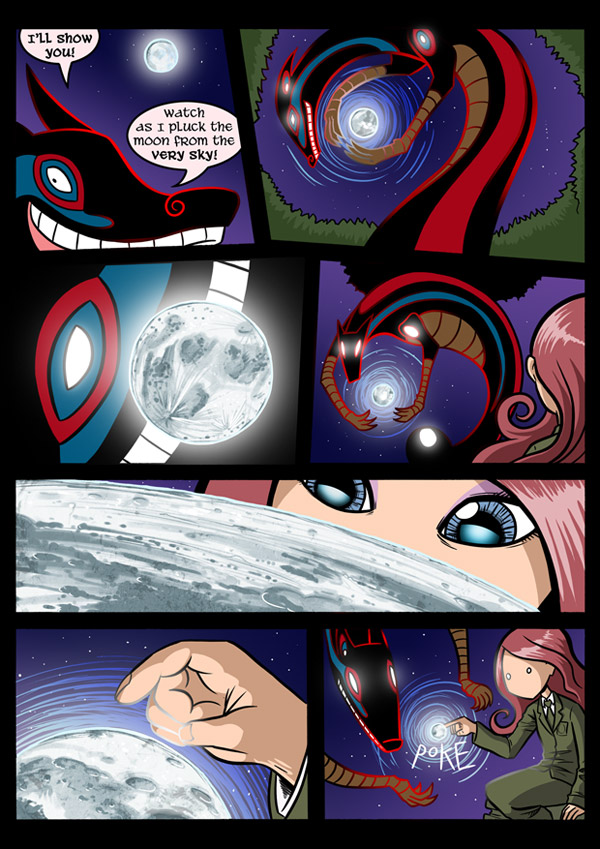 I'll show
you!
Watch
as I pluck the
moon from the
very sky!
POKE